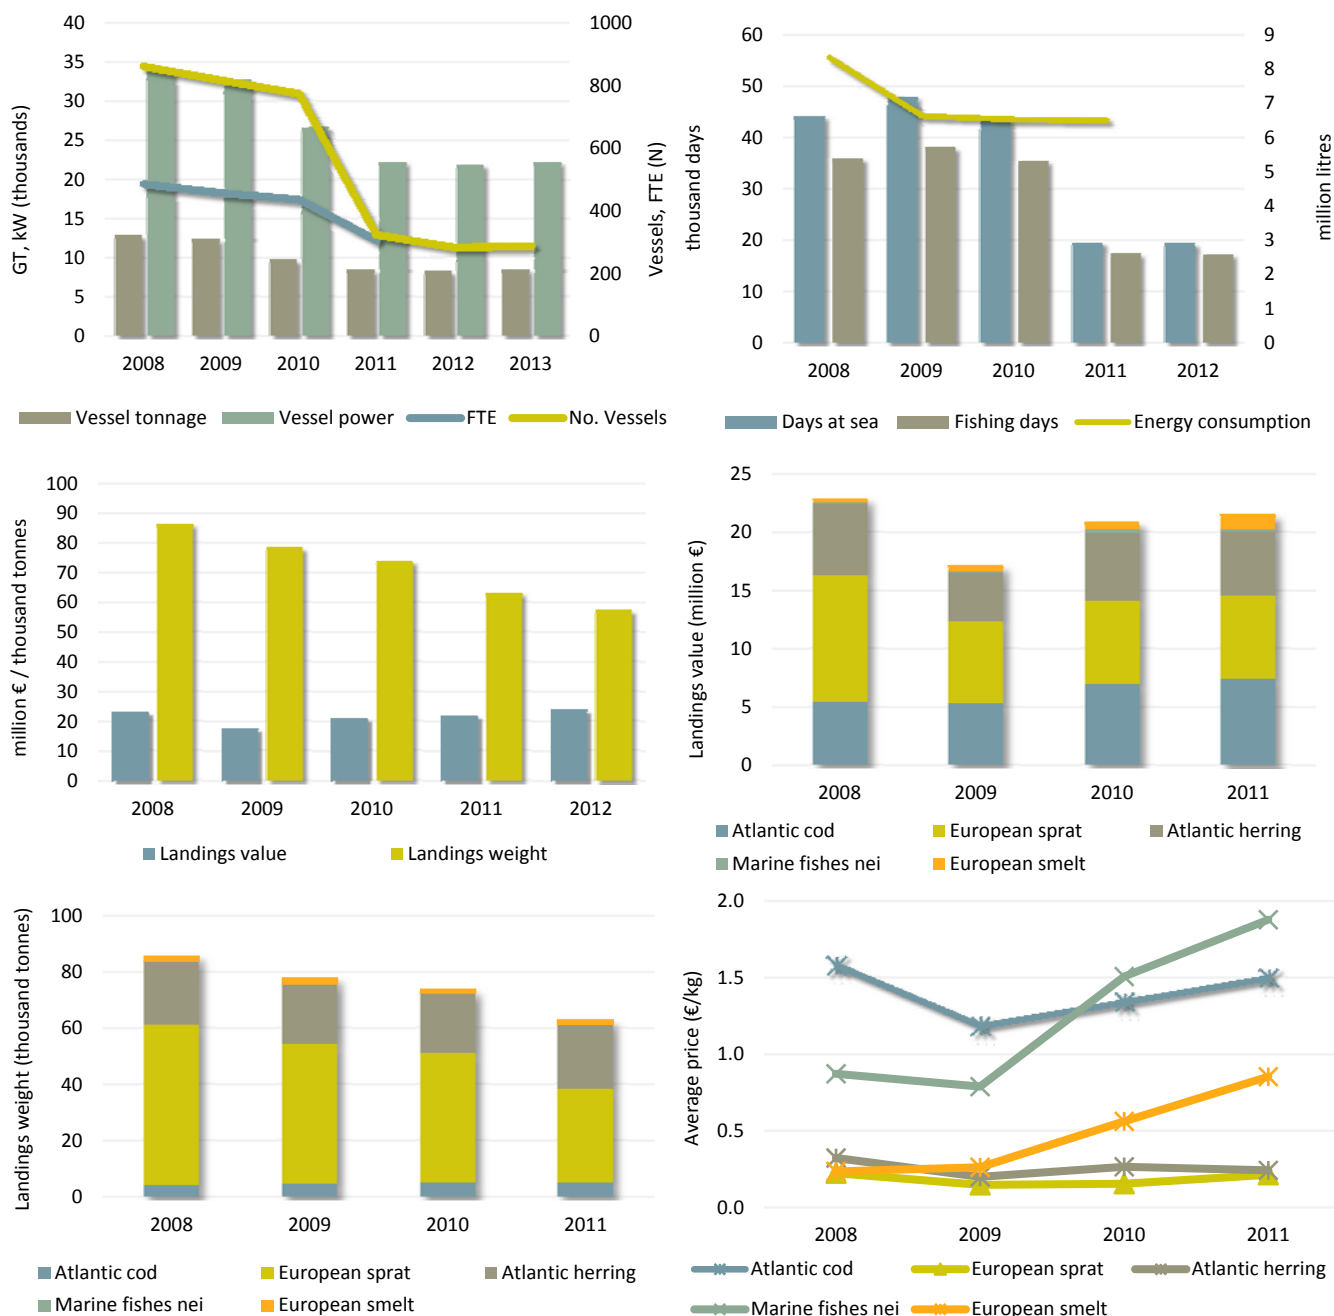 40
35
30
25
20
15
10
5
0
GT, kW (thousands)
1000
800
600
400
200
0
Vessels, FTE (N)
2008 2009 2010 2011 2012 2013
Vessel tonnage Vessel power FTE No. Vessels
60
50
40
30
20
10
0
thousand days
9
8
7
6
5
4
3
2
1
0
million litres
2008 2009 2010 2011 2012
Days at sea Fishing days Energy consumption
100
90
80
70
60
50
40
30
20
10
0
million € / thousand tonnes
2008 2009 2010 2011 2012
Landings value Landings weight
25
20
15
10
5
0
Landings value (million €)
2008 2009 2010 2011
Atlantic cod European sprat Atlantic herring
Marine fishes nei European smelt
100
80
60
40
20
0
Landings weight (thousand tonnes)
2008 2009 2010 2011
Atlantic cod European sprat Atlantic herring
Marine fishes nei European smelt
2.0
1.5
1.0
0.5
0.0
Average price (€/kg)
2008 2009 2010 2011
Atlantic cod European sprat Atlantic herring
Marine fishes nei European smelt